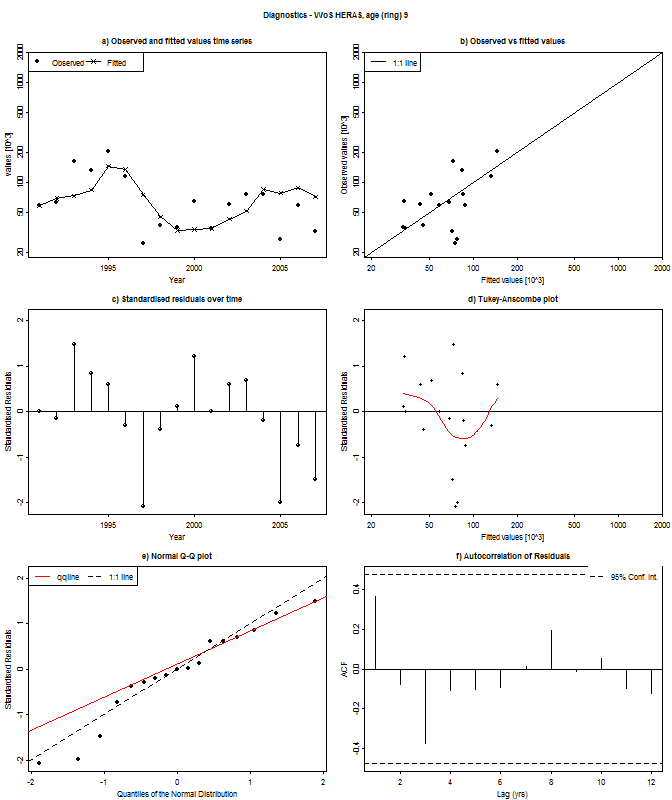 Diagnostics - WoS HERAS, age (ring) 9
a) Observed and fitted values time series
values [10^3]
20 50 100 200 500 1000 2000
Observed Fitted
1995 2000 2005
Year
b) Observed vs fitted values
Observed values [10^3]
20 50 100 200 500 1000 2000
1:1 line
20 50 100 200 500 1000 2000
Fitted values [10^3]
c) Standardised residuals over time
Standardised Residuals
-2 -1 0 1 2
1995 2000 2005
Year
d) Tukey-Anscombe plot
Standardised Residuals
-2 -1 0 1 2
20 50 100 200 500 1000 2000
Fitted values [10^3]
e) Normal Q-Q plot
Standardised Residuals
-2 -1 0 1 2
qqline 1:1 line
-2 -1 0 1 2
Quantiles of the Normal Distribution
f) Autocorrelation of Residuals
ACF
-0.4 -0.2 0.0 0.2 0.4
95% Conf. Int.
2 4 6 8 10 12
Lag (yrs)